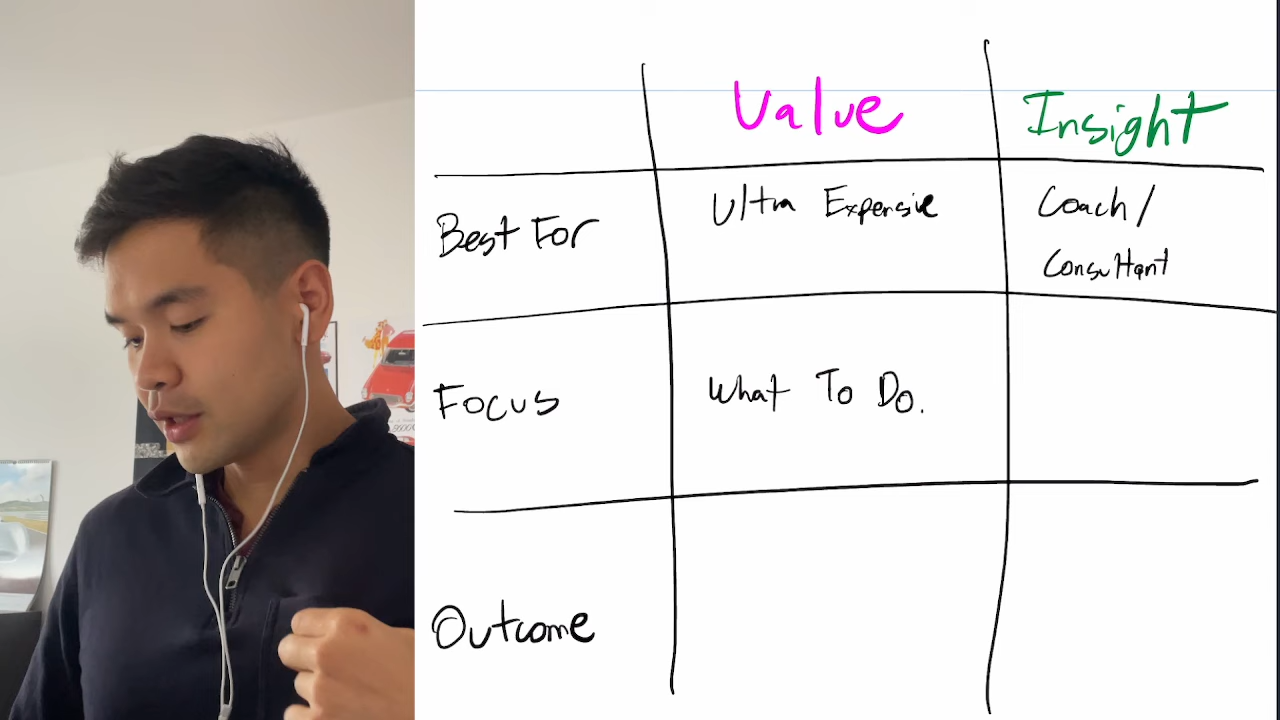 Value
Insight
Best For
Ultra Expensive
Coach/
Consultant
Focus
What To Do.
Outcome